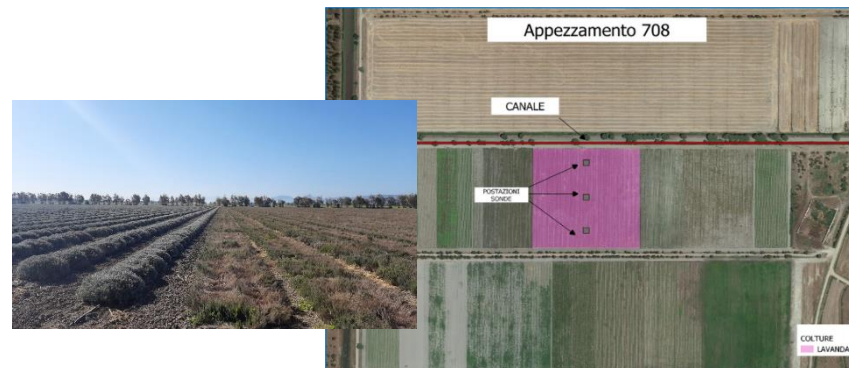 Appezzamento 708
CANALE
POSTAZIONI
SONDE
COLTURE
LAVANDA